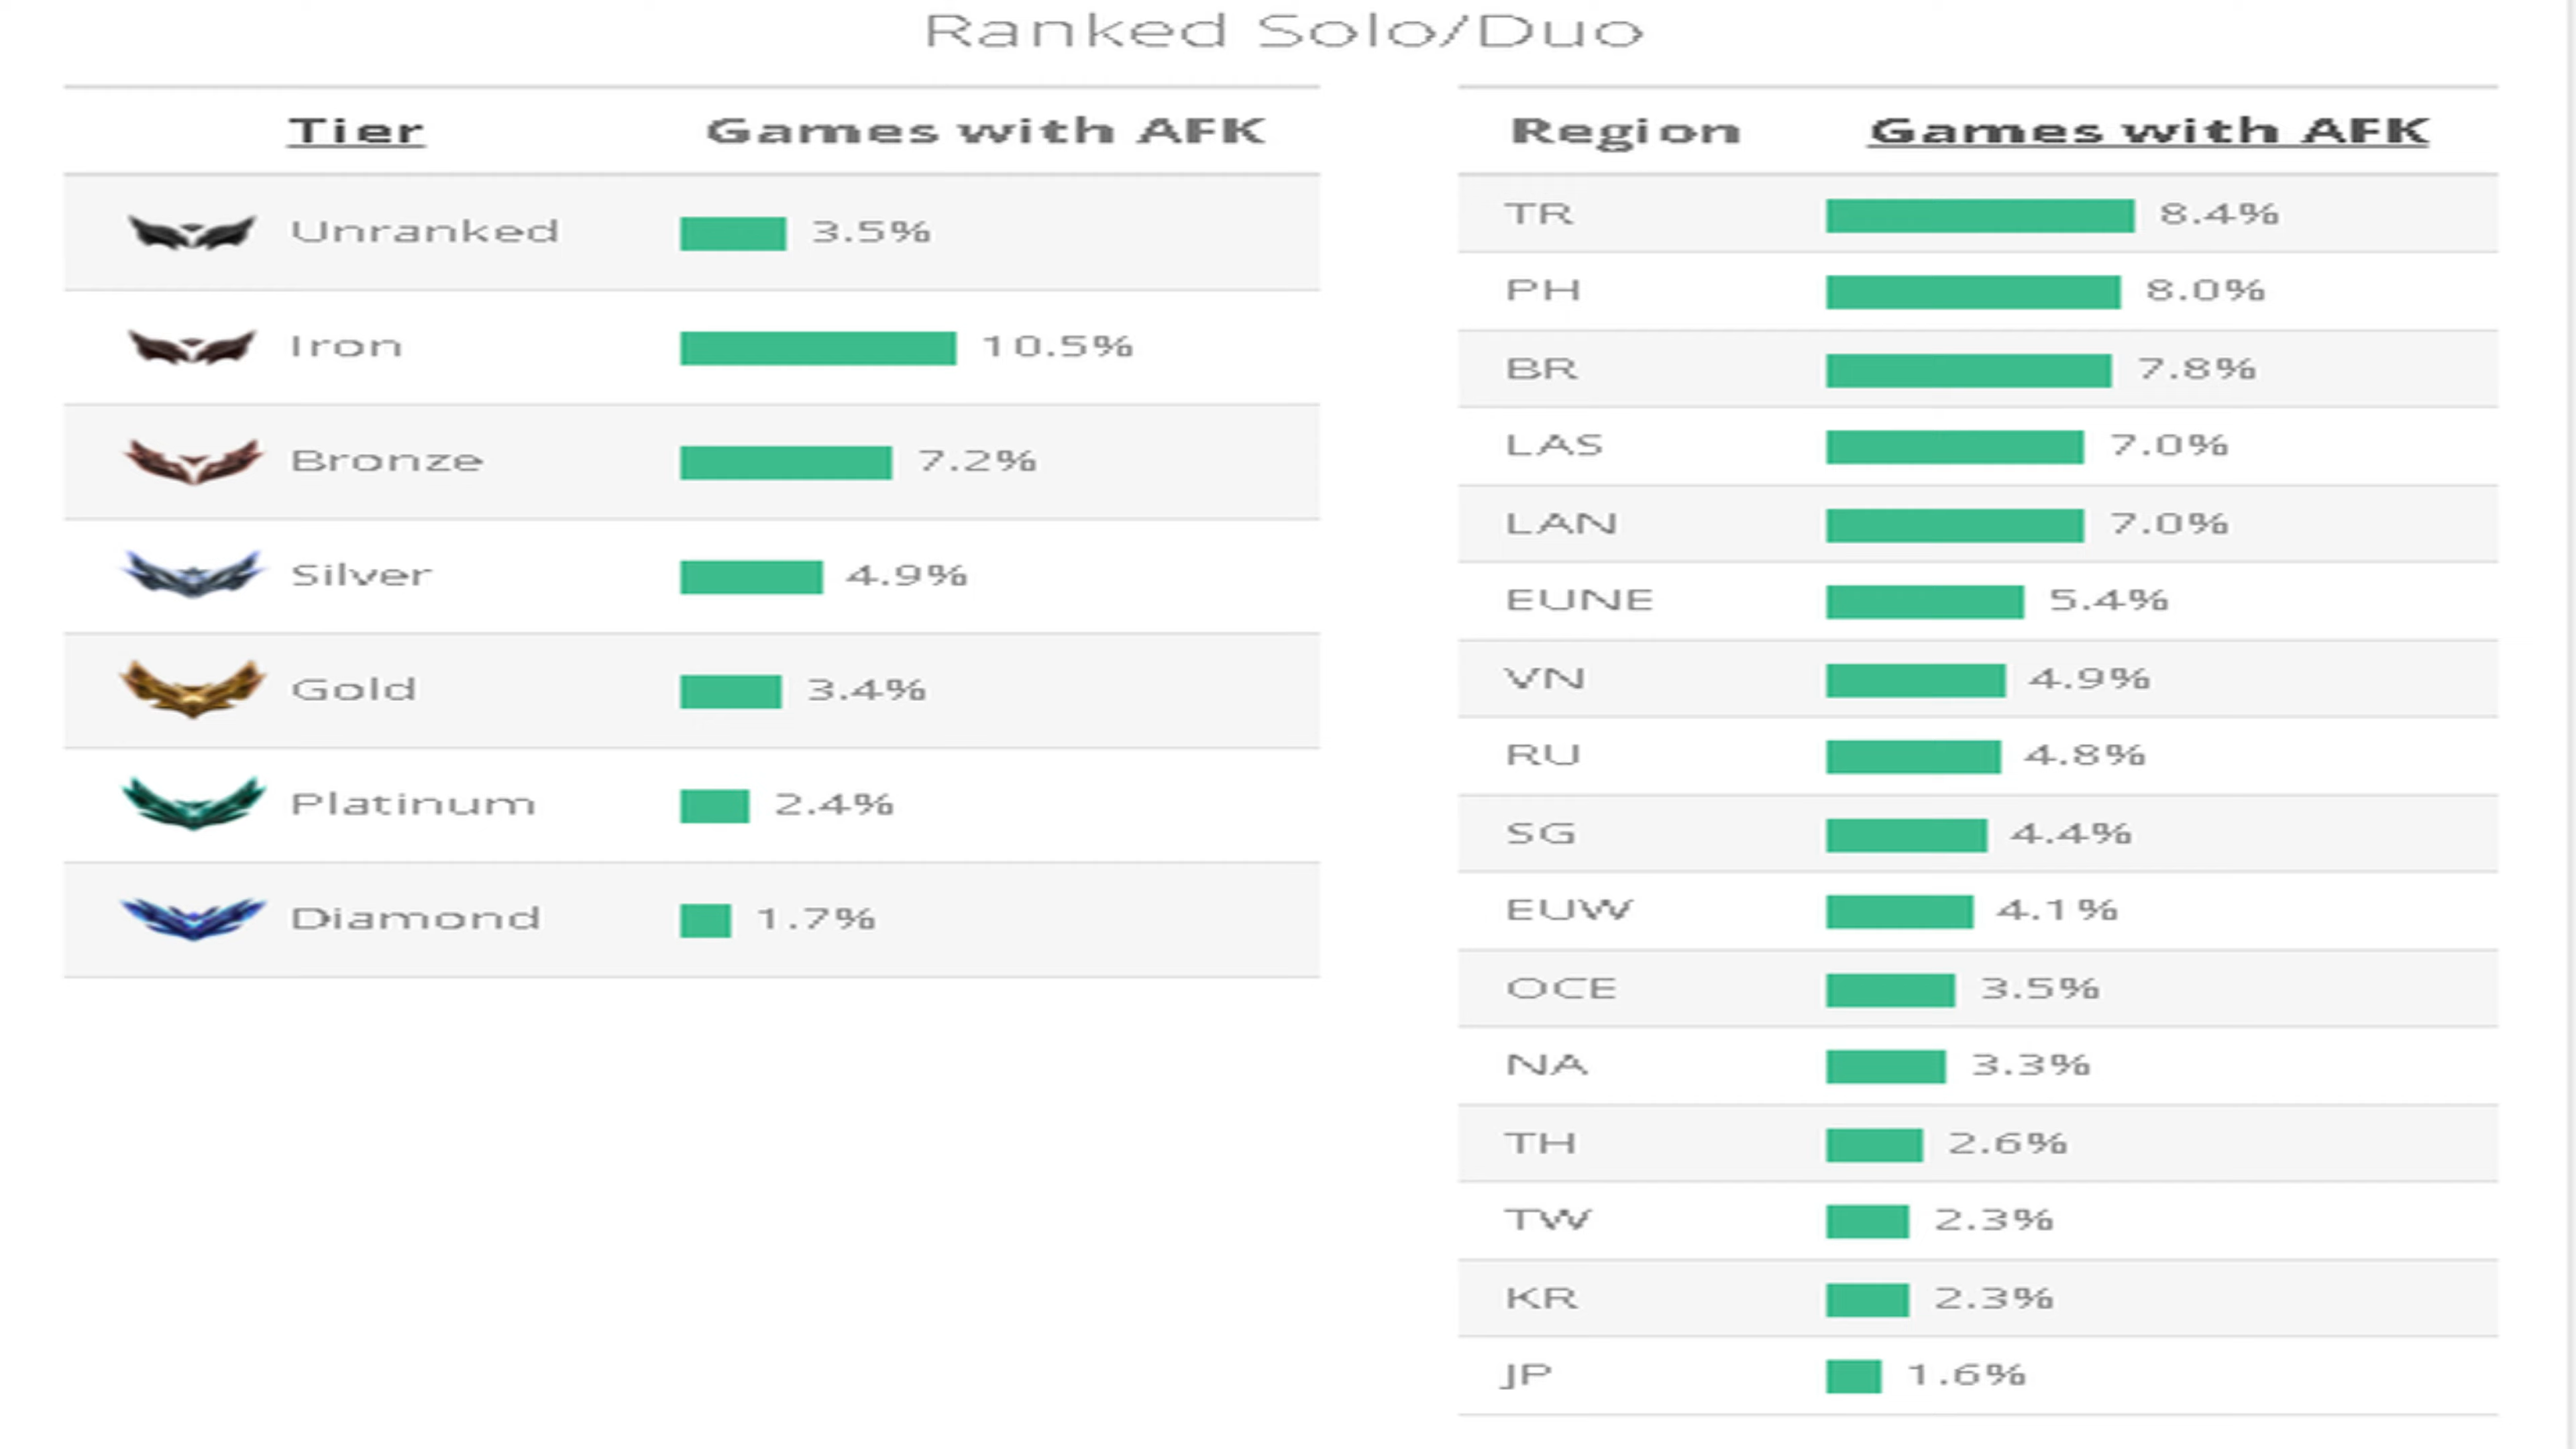 Ranked Solo/Duo
Tier Games with AFK
Unranked 3.5%
Iron 10.5%
Bronze 7.2%
Silver 4.9%
Gold 3.4%
Platinum 2.4%
Diamond 1.7%
Region Games with AFK
TR 8.4%
PH 8.0%
BR 7.8%
LAS 7.0%
LAN 7.0%
EUNE 5.4%
VN 4.9%
RU 4.8%
SG 4.4%
EUW 4.1%
OCE 3.5%
NA 3.3%
TH 2.6%
TW 2.3%
KR 2.3%
JP 1.6%